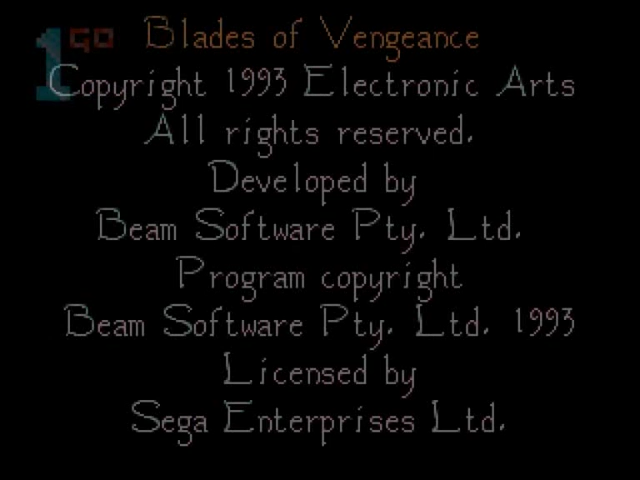 1GO
Blades of Vengeance
Copyright 1993 Electronic Arts
All rights reserved.
Developed by
Beam Software Pty. Ltd.
Program copyright
Beam Software Pty. Ltd. 1993
Licensed by
Sega Enterprises Ltd.